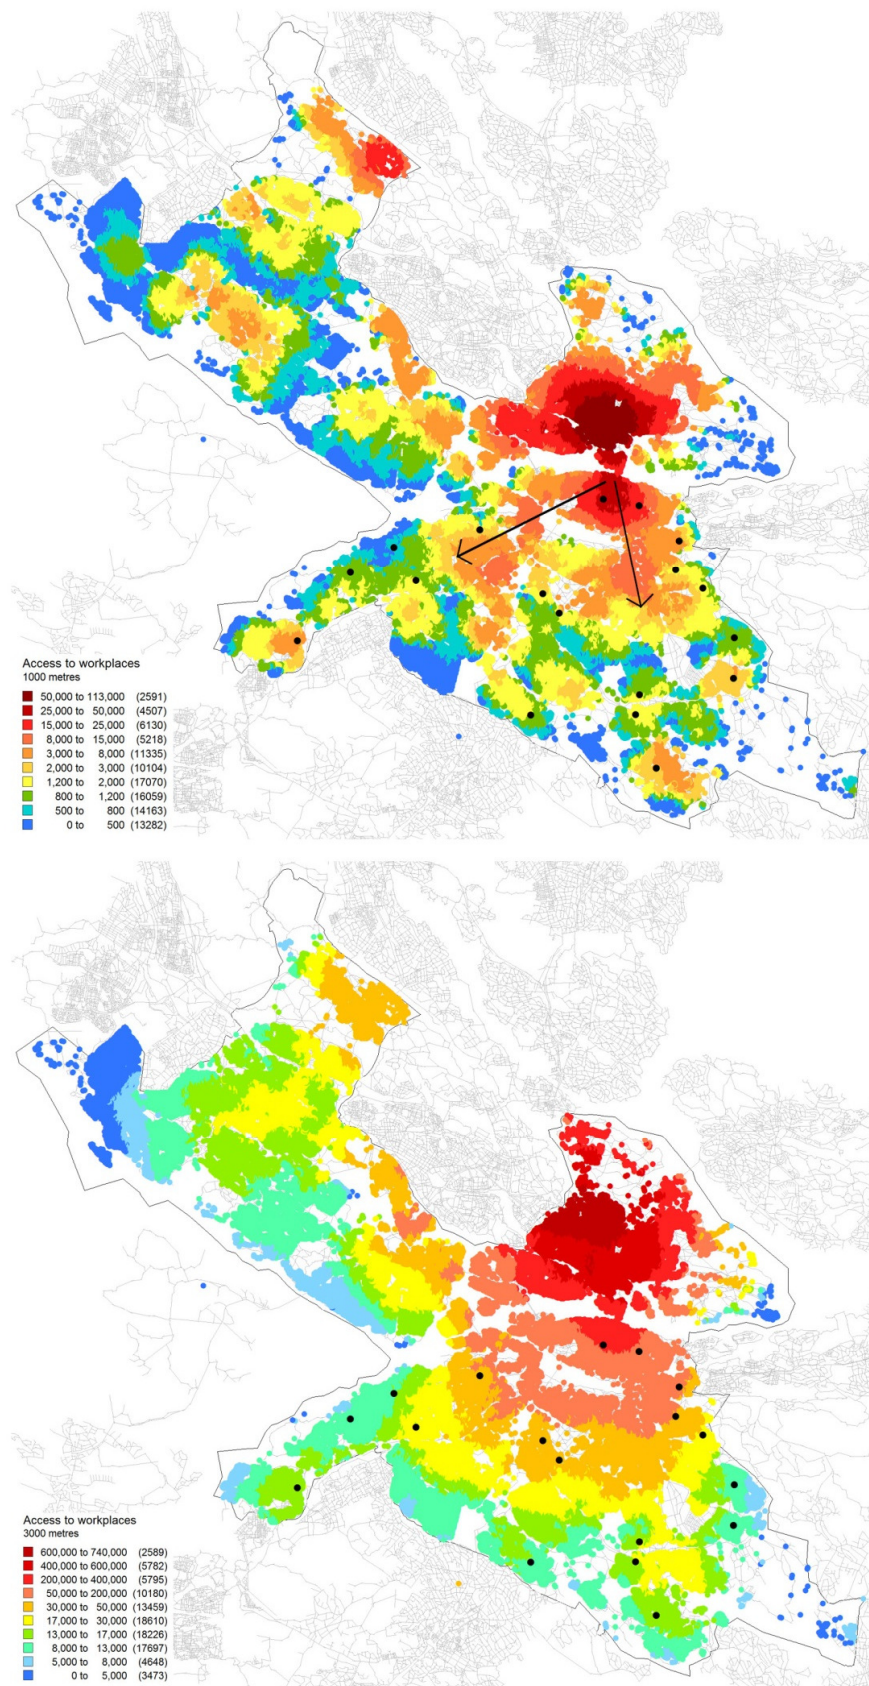 Access to workplaces
1000 metres
50,000 to 113,000 (2591)
25,000 to 50,000 (4507)
15,000 to 25,000 (6130)
8,000 to 15,000 (5218)
3,000 to 8,000 (11335)
2,000 to 3,000 (10104)
1,200 to 2,000 (17070)
800 to 1,200 (16059)
500 to 800 (14163)
0 to 500 (13282)
Access to workplaces
3000 metres
600,000 to 740,000 (2589)
400,000 to 600,000 (5782)
200,000 to 400,000 (5795)
50,000 to 200,000 (10180)
30,000 to 50,000 (13459)
17,000 to 30,000 (18610)
13,000 to 17,000 (18226)
8,000 to 13,000 (17697)
5,000 to 8,000 (4648)
0 to 5,000 (3473)